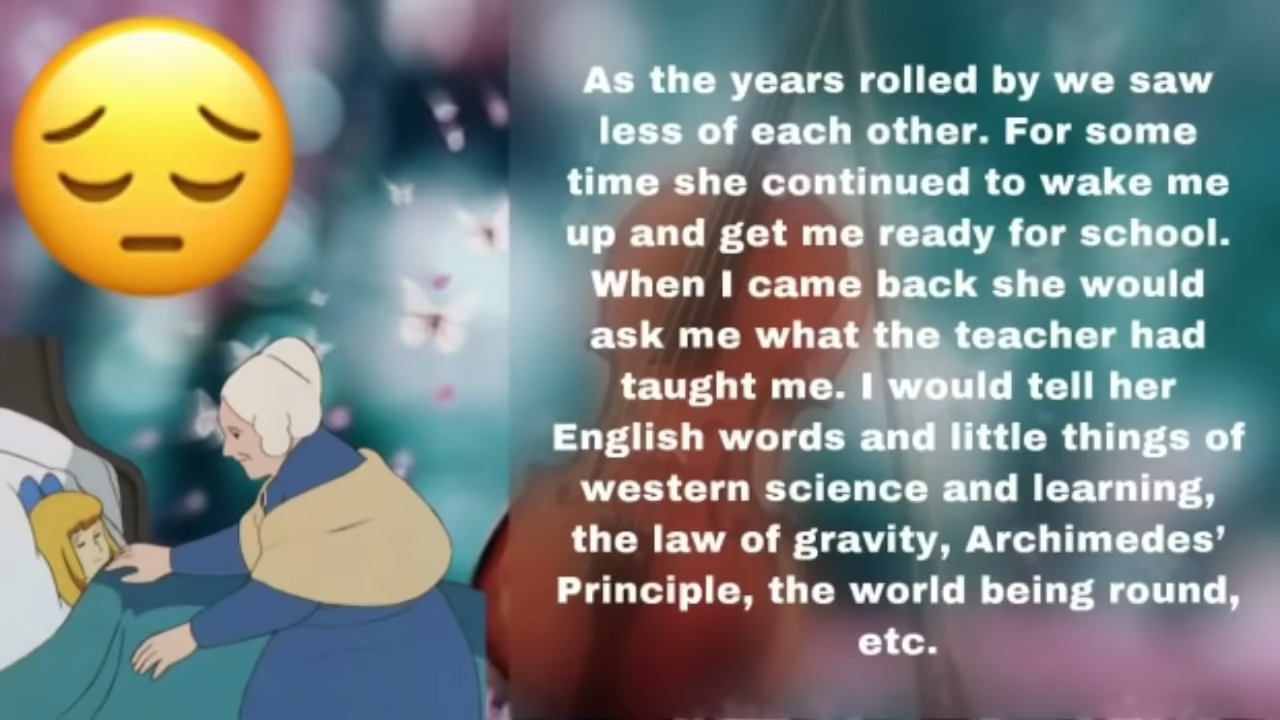 As the years rolled by we saw
less of each other. For some
time she continued to wake me
up and get me ready for school.
When I came back she would
ask me what the teacher had
taught me. I would tell her
English words and little things of
western science and learning,
the law of gravity, Archimedes’
Principle, the world being round,
etc.